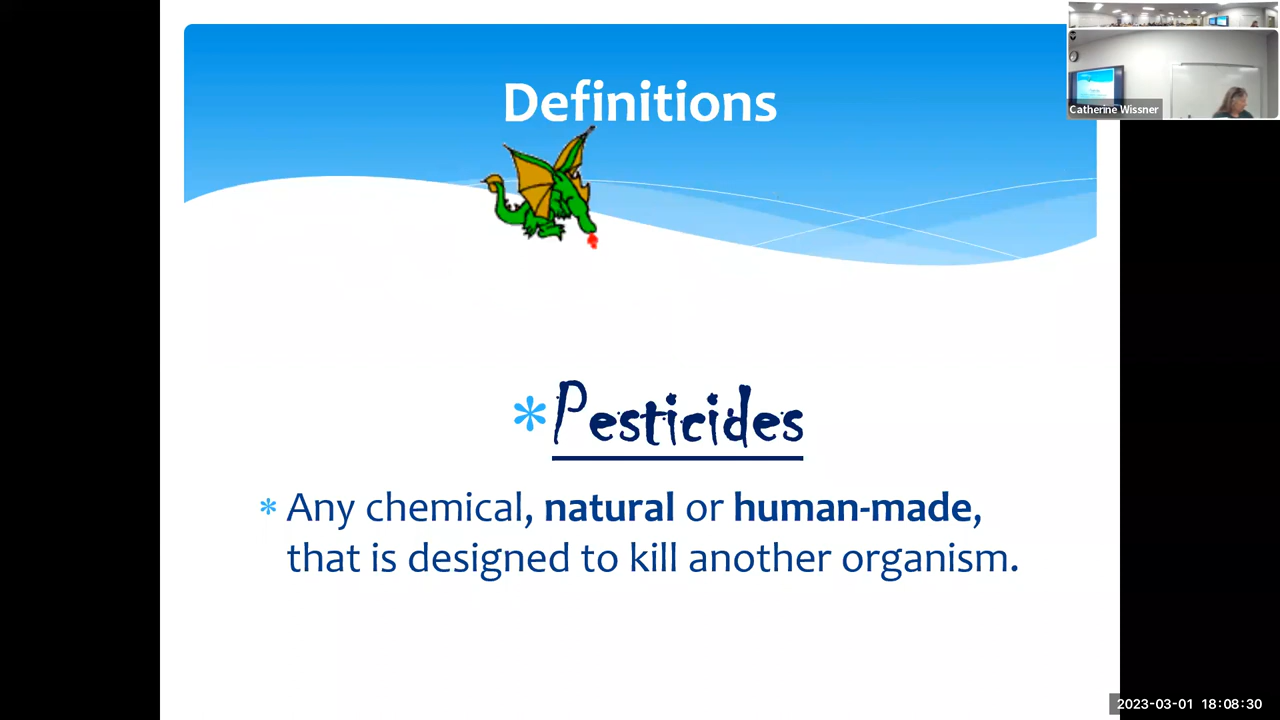 Definitions
Catherine Wissner
*Pesticides
* Any chemical, natural or human-made,
that is designed to kill another organism.
2023-03-01 18:08:30